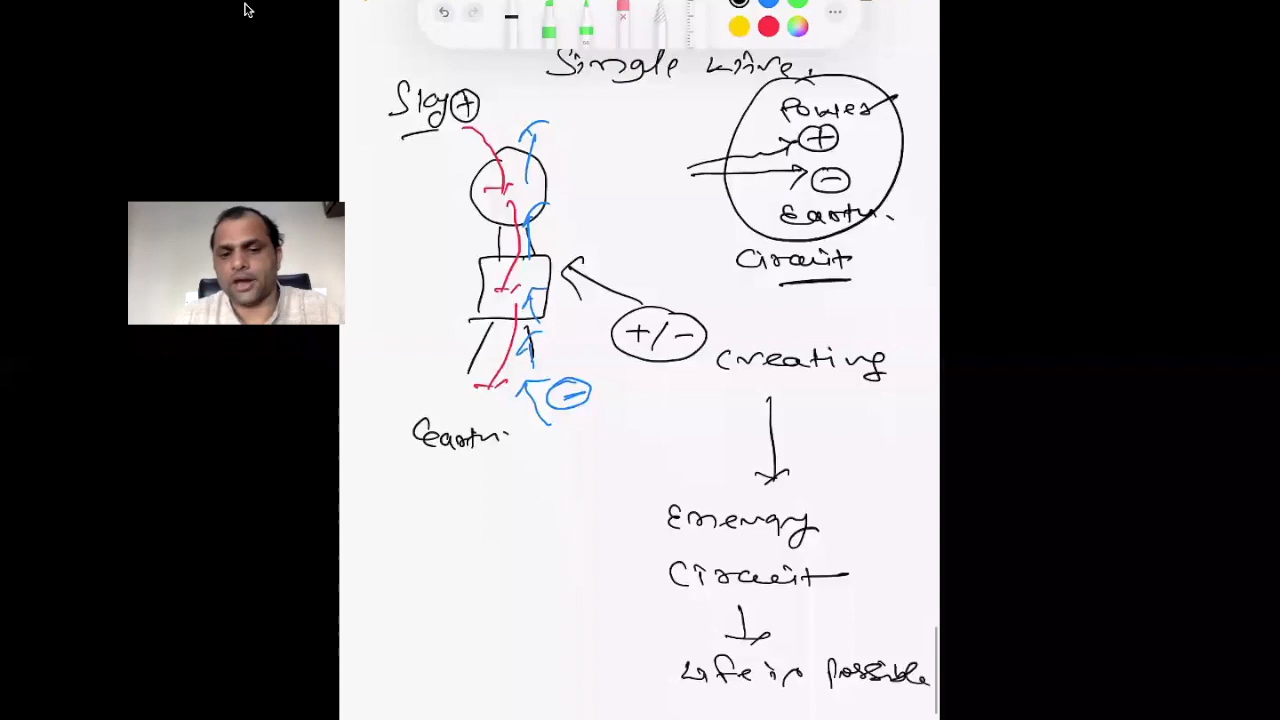 Single wire.
Sky +
Power
+
-
Earth.
Circuit
+/-
Creating
-
Earth.
Energy
Circuit
Life is possible